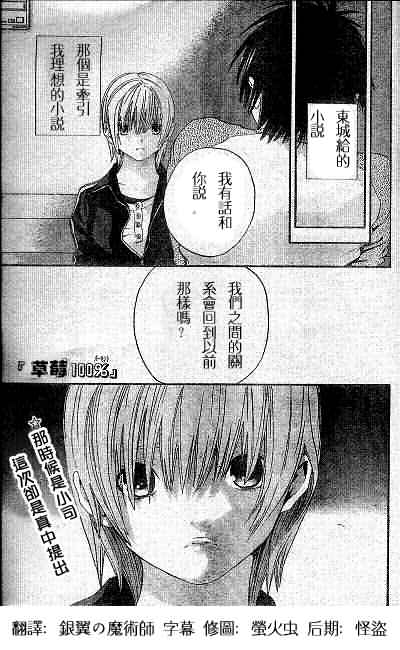 東城給的
小說
那個是牽引
我理想的小說
我有話和
你說
我們之間的關
係會回到以前
那樣嗎?
『草莓100%』
☆那時候是小司
這次卻是真中提出
翻譯: 銀翼の魔術師 字幕 修圖: 螢火虫 后期: 怪盜